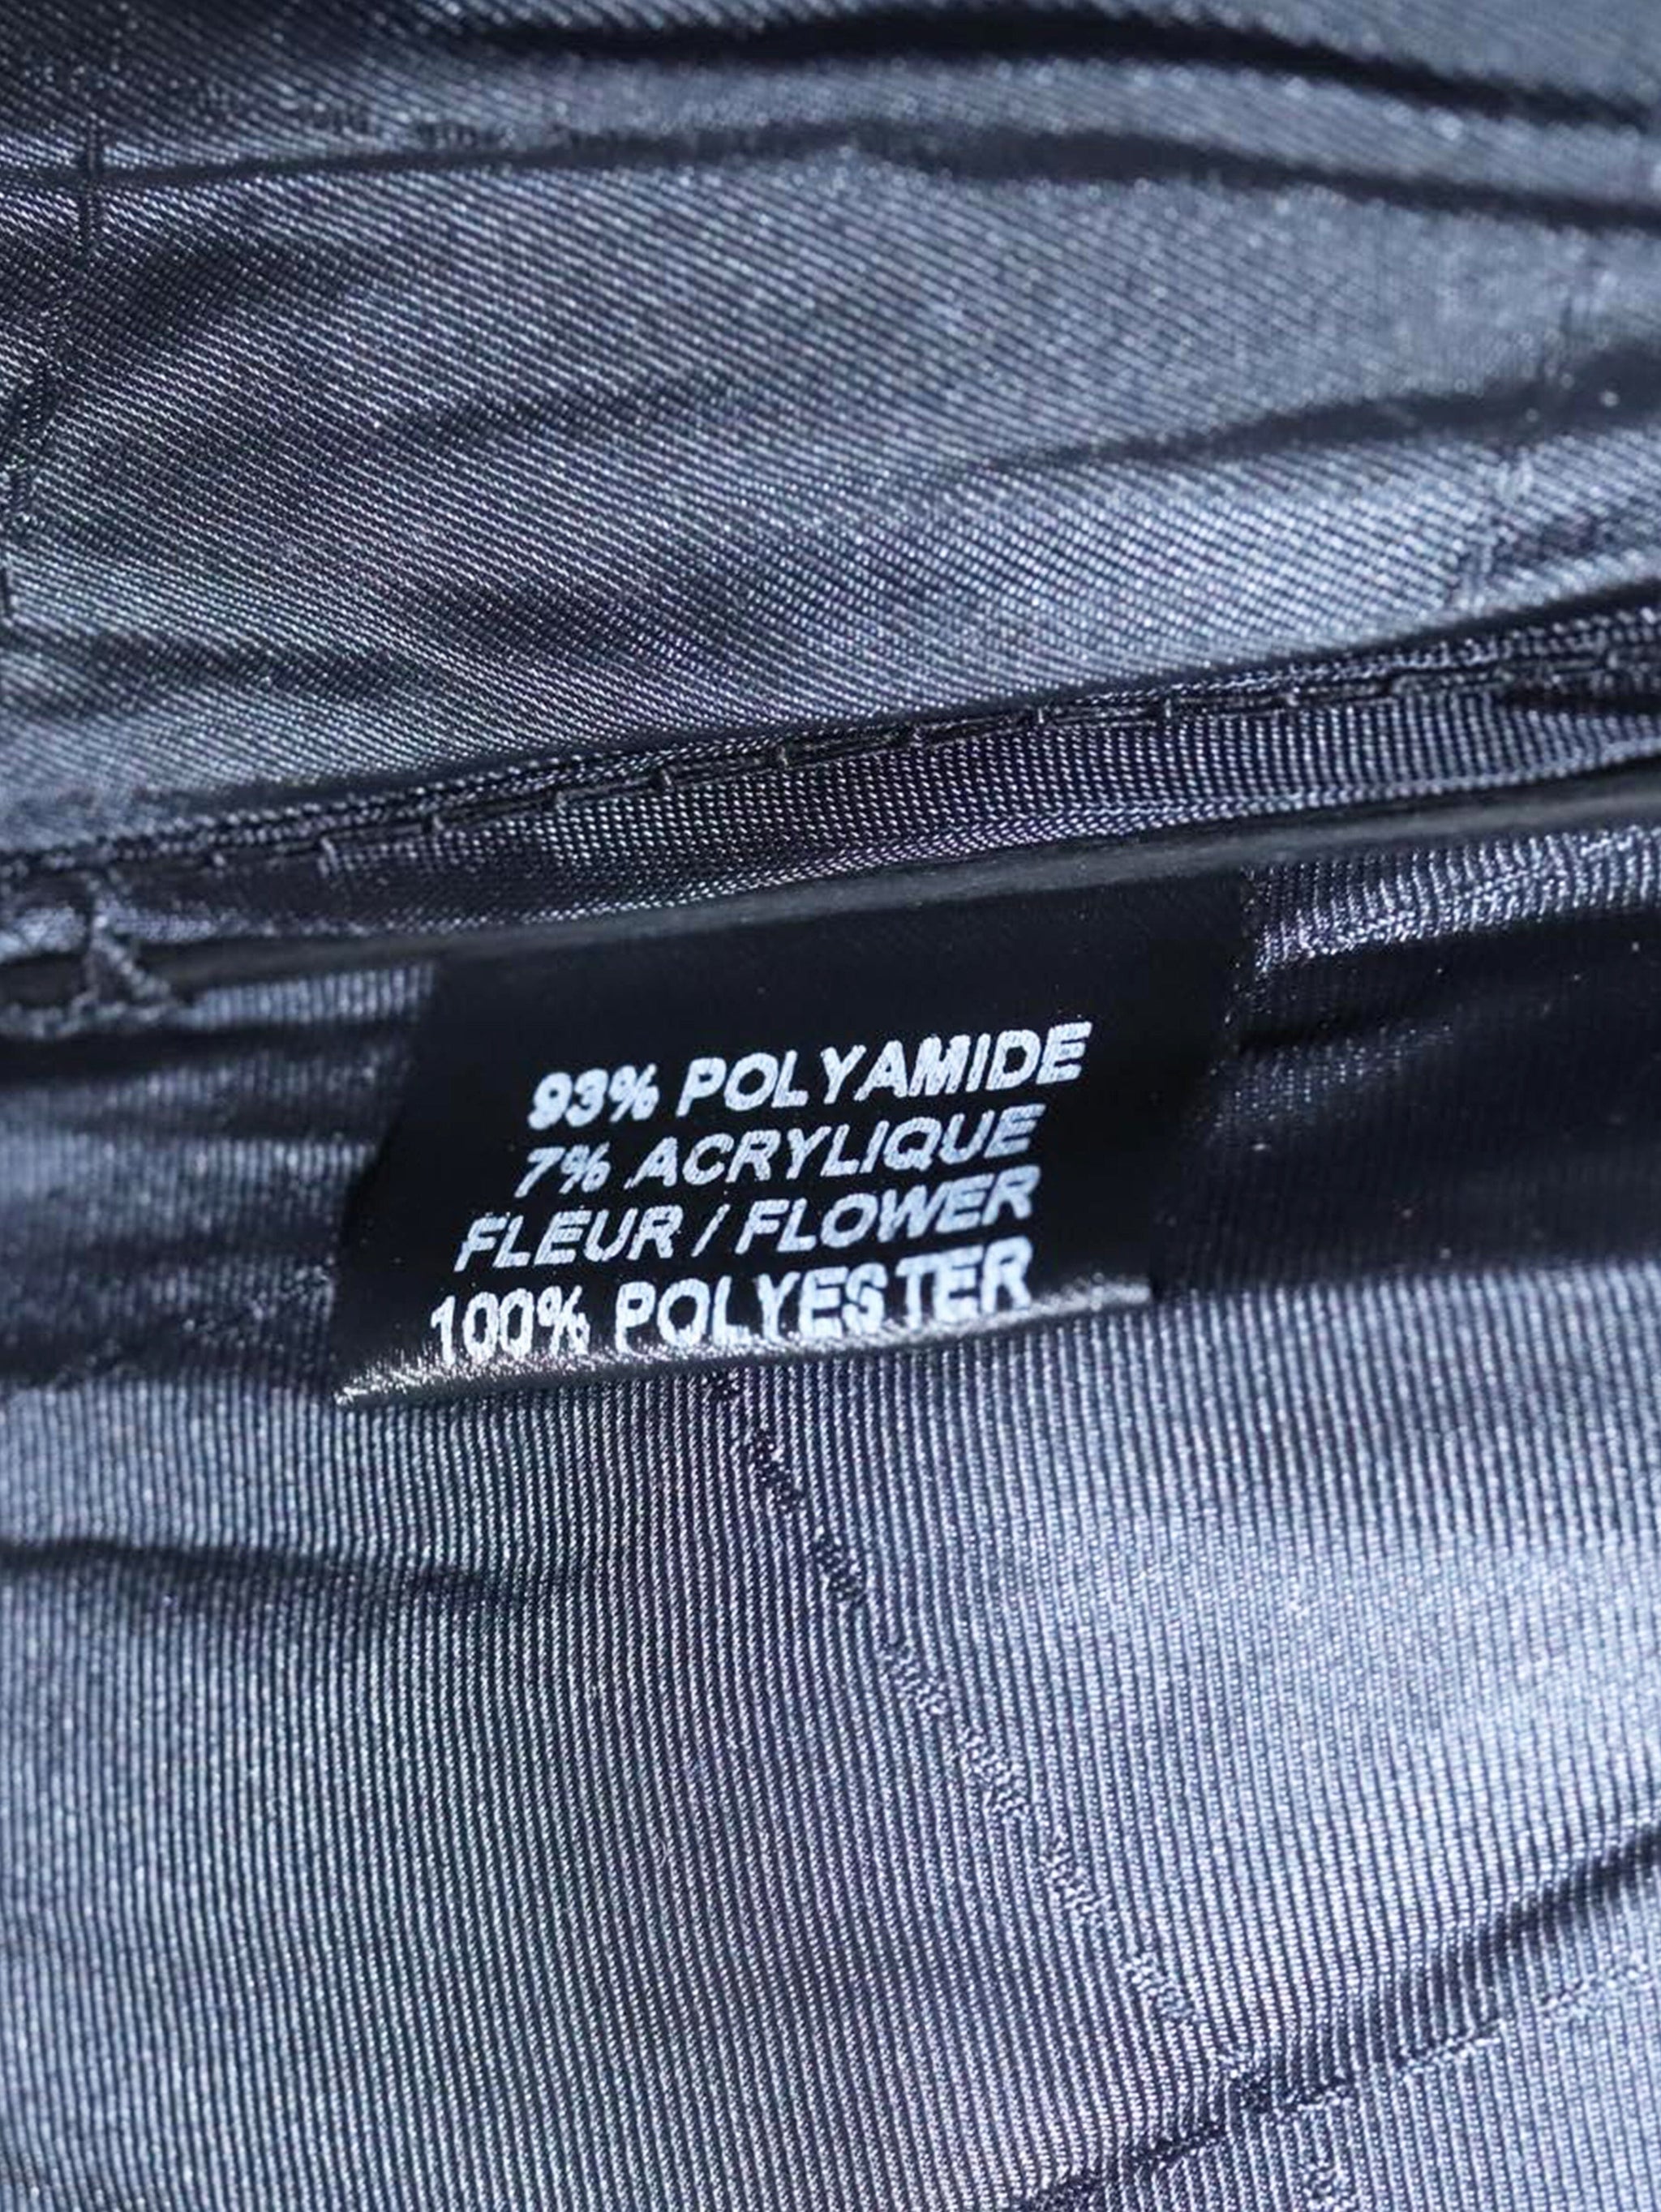 93% POLYAMIDE
7% ACRYLIQUE
FLEUR / FLOWER
100% POLYESTER